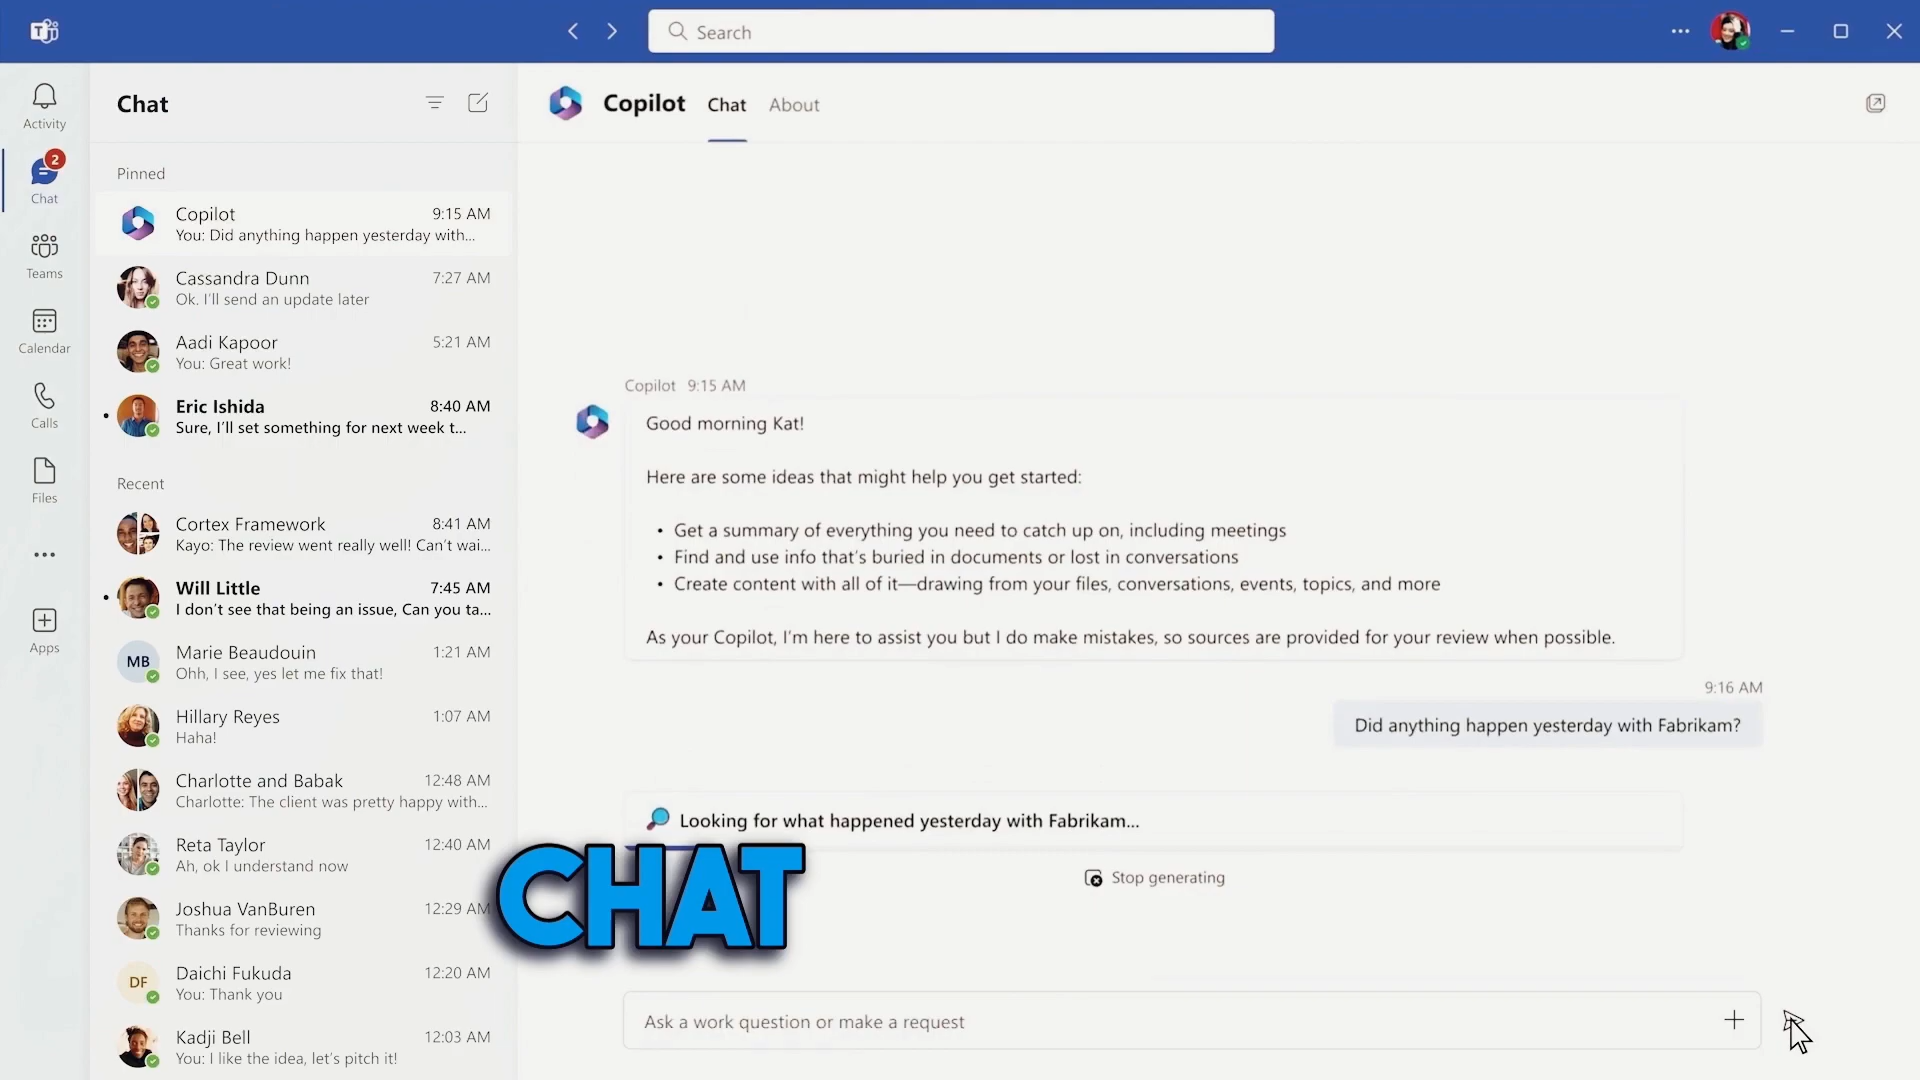 Search
Activity
2
Chat
Teams
Calendar
Calls
Files
Apps
Chat
Pinned
Copilot 9:15 AM
You: Did anything happen yesterday with...
Cassandra Dunn 7:27 AM
Ok. I'll send an update later
Aadi Kapoor 5:21 AM
You: Great work!
Eric Ishida 8:40 AM
Sure, I'll set something for next week t...
Recent
Cortex Framework 8:41 AM
Kayo: The review went really well! Can't wai...
Will Little 7:45 AM
I don't see that being an issue, Can you ta...
MB
Marie Beaudouin 1:21 AM
Ohh, I see, yes let me fix that!
Hillary Reyes 1:07 AM
Haha!
Charlotte and Babak 12:48 AM
Charlotte: The client was pretty happy with...
Reta Taylor 12:40 AM
Ah, ok I understand now
Joshua VanBuren 12:29 AM
Thanks for reviewing
DF
Daichi Fukuda 12:20 AM
You: Thank you
Kadji Bell 12:03 AM
You: I like the idea, let's pitch it!
Copilot Chat About
Copilot 9:15 AM
Good morning Kat!
Here are some ideas that might help you get started:
• Get a summary of everything you need to catch up on, including meetings
• Find and use info that's buried in documents or lost in conversations
• Create content with all of it—drawing from your files, conversations, events, topics, and more
As your Copilot, I'm here to assist you but I do make mistakes, so sources are provided for your review when possible.
9:16 AM
Did anything happen yesterday with Fabrikam?
Looking for what happened yesterday with Fabrikam...
Stop generating
CHAT
Ask a work question or make a request